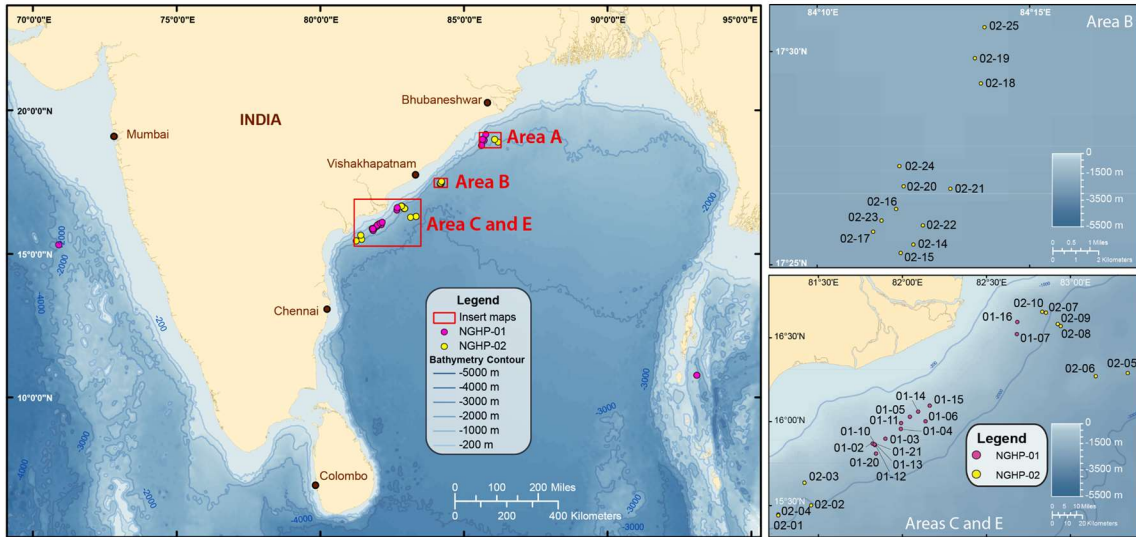 70°0'0"E
75°0'0"E
80°0'0"E
85°0'0"E
90°0'0"E
95°0'0"E
20°0'0"N
15°0'0"N
10°0'0"N
INDIA
Bhubaneshwar
Mumbai
Vishakhapatnam
Chennai
Colombo
Area A
Area B
Area C and E
-200
-200
-2000
-2000
-2000
-4000
-3000
-3000
-3000
-4000
Legend
Insert maps
NGHP-01
NGHP-02
Bathymetry Contour
-5000 m
-4000 m
-3000 m
-2000 m
-1000 m
-200 m
0 100 200 Miles
0 100 200 400 Kilometers
84°10'E
84°15'E
Area B
17°30'N
17°25'N
02-25
02-19
02-18
02-24
02-20
02-21
02-16
02-23
02-22
02-17
02-14
02-15
0
-1500 m
-3500 m
-5500 m
0 0.5 1 Miles
0 0.5 1 2 Kilometers
81°30'E
82°00'E
82°30'E
83°00'E
16°30'N
16°00'N
15°30'N
02-10
02-07
01-16
02-09
01-07
02-08
02-05
02-06
01-14
01-15
01-05
01-11
01-06
01-10
01-04
01-03
01-02
01-21
01-20
01-13
01-12
02-03
02-02
02-04
02-01
Legend
NGHP-01
NGHP-02
0
-1500 m
-3500 m
-5500 m
0 5 10 Miles
0 5 10 20 Kilometers
Areas C and E